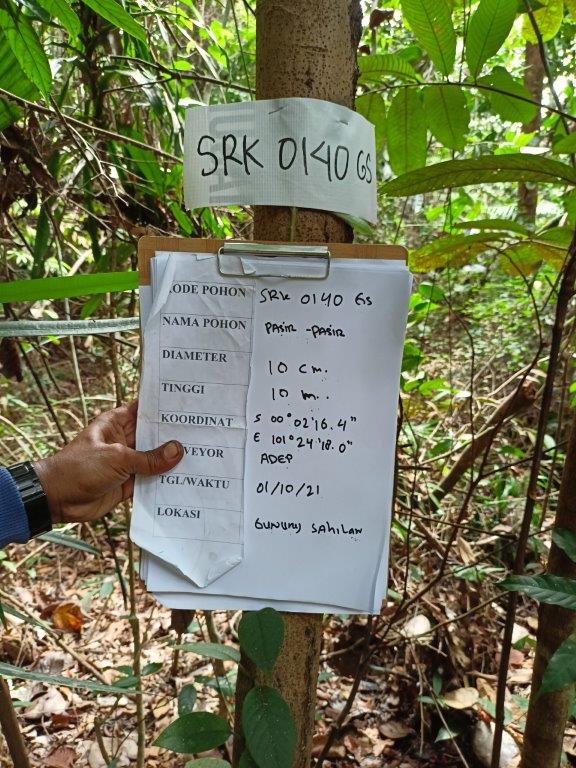 SRK 0140 GS
KODE POHON SRK 0140 GS
NAMA POHON PASIR-PASIR
DIAMETER 10 cm.
TINGGI 10 m.
KOORDINAT S 00°02'16.4"
E 101°24'18.0"
VEYOR ADEP
TGL/WAKTU 01/10/21
LOKASI GUNUNG SAHILAN